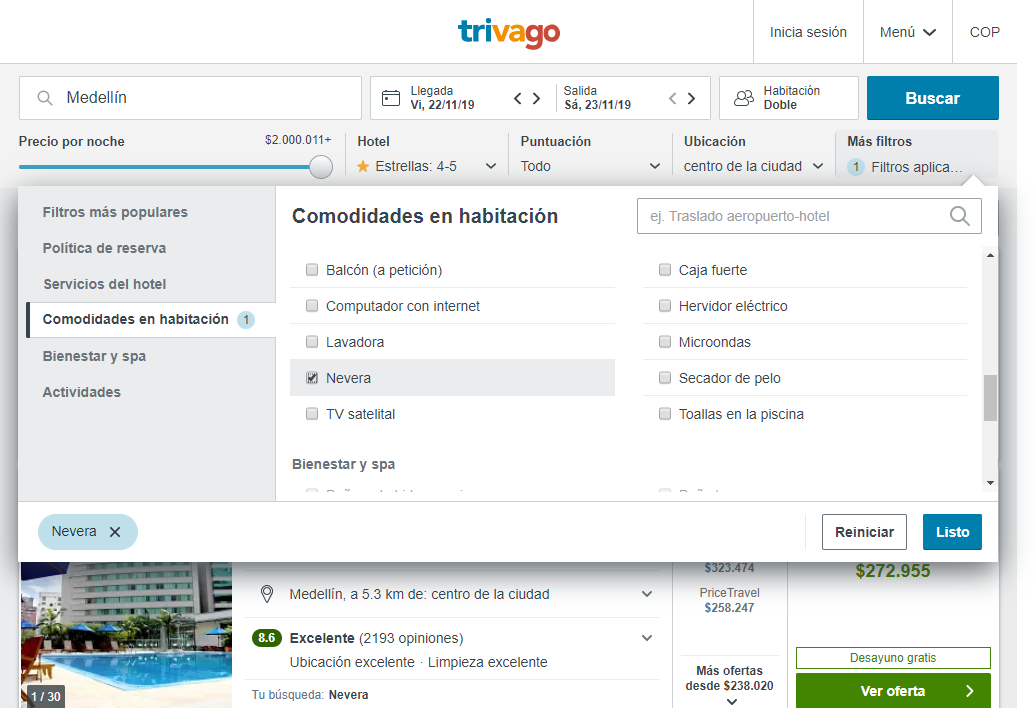 trivago
Inicia sesión
Menú
COP
Medellín
Llegada
Vi, 22/11/19
Salida
Sá, 23/11/19
Habitación
Doble
Buscar
Precio por noche
$2.000.011+
Hotel
Estrellas: 4-5
Puntuación
Todo
Ubicación
centro de la ciudad
Más filtros
1 Filtros aplica...
Filtros más populares
Política de reserva
Servicios del hotel
Comodidades en habitación 1
Bienestar y spa
Actividades
Comodidades en habitación
ej. Traslado aeropuerto-hotel
Balcón (a petición)
Caja fuerte
Computador con internet
Hervidor eléctrico
Lavadora
Microondas
Nevera
Secador de pelo
TV satelital
Toallas en la piscina
Bienestar y spa
Nevera
Reiniciar
Listo
1 / 30
Medellín, a 5.3 km de: centro de la ciudad
8.6 Excelente (2193 opiniones)
Ubicación excelente · Limpieza excelente
Tu búsqueda: Nevera
$323.474
PriceTravel
$258.247
Más ofertas
desde $238.020
$272.955
Desayuno gratis
Ver oferta